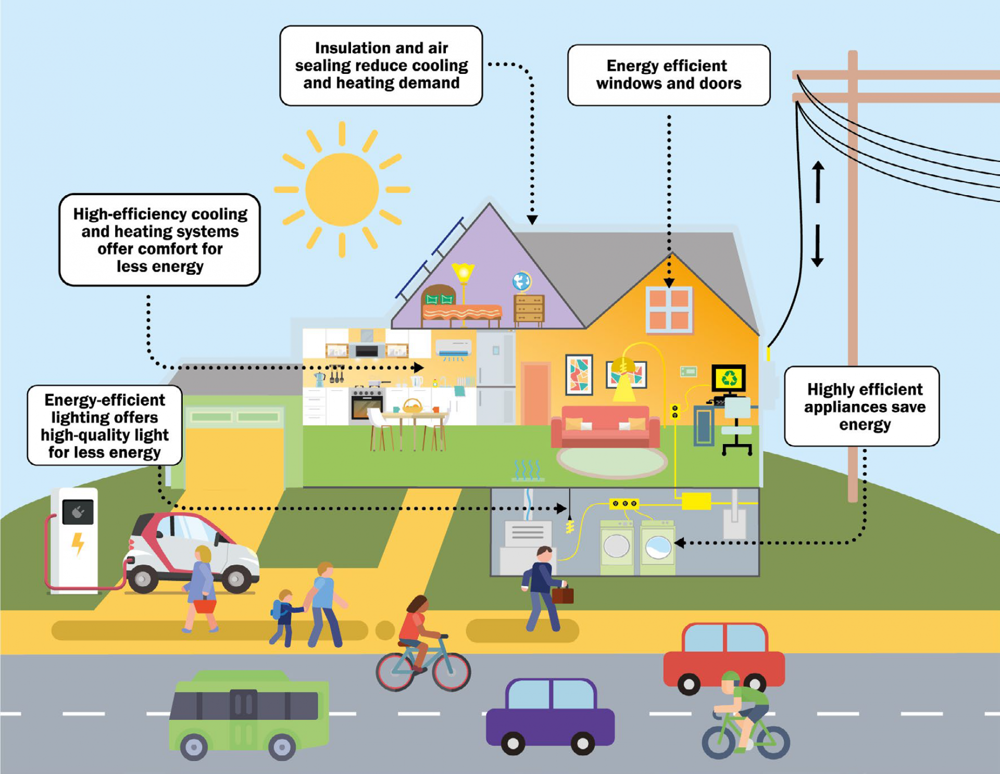 Insulation and air
sealing reduce cooling
and heating demand
Energy efficient
windows and doors
High-efficiency cooling
and heating systems
offer comfort for
less energy
Energy-efficient
lighting offers
high-quality light
for less energy
Highly efficient
appliances save
energy